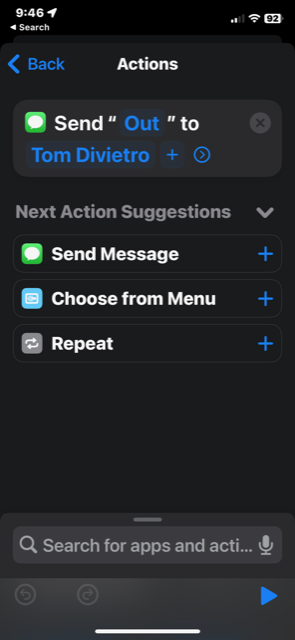 9:46 92
Search
Back Actions
Send “ Out ” to
Tom Divietro +
Next Action Suggestions
Send Message +
Choose from Menu +
Repeat +
Search for apps and acti...